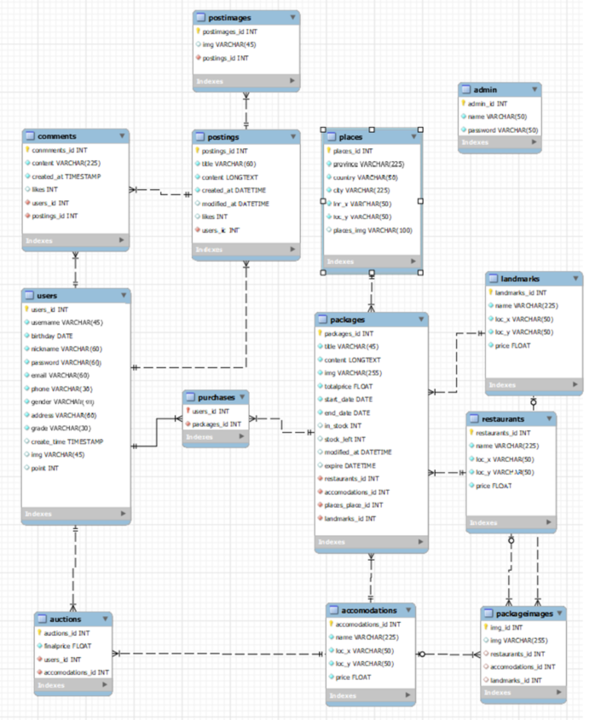 postimages
postimages_id INT
img VARCHAR(45)
postings_id INT
Indexes
admin
admin_id INT
name VARCHAR(50)
password VARCHAR(50)
Indexes
comments
comments_id INT
content VARCHAR(225)
created_at TIMESTAMP
likes INT
users_id INT
postings_id INT
Indexes
postings
postings_id INT
title VARCHAR(60)
content LONGTEXT
created_at DATETIME
modified_at DATETIME
likes INT
users_id INT
Indexes
places
places_id INT
province VARCHAR(225)
country VARCHAR(50)
city VARCHAR(225)
loc_x VARCHAR(50)
loc_y VARCHAR(50)
places_img VARCHAR(100)
Indexes
landmarks
landmarks_id INT
name VARCHAR(225)
loc_x VARCHAR(50)
loc_y VARCHAR(50)
price FLOAT
Indexes
users
users_id INT
username VARCHAR(45)
birthday DATE
nickname VARCHAR(60)
password VARCHAR(60)
email VARCHAR(60)
phone VARCHAR(30)
gender VARCHAR(45)
address VARCHAR(60)
grade VARCHAR(30)
create_time TIMESTAMP
img VARCHAR(45)
point INT
Indexes
packages
packages_id INT
title VARCHAR(45)
content LONGTEXT
img VARCHAR(255)
totalprice FLOAT
start_date DATE
end_date DATE
in_stock INT
stock_left INT
modified_at DATETIME
expire DATETIME
restaurants_id INT
accomodations_id INT
places_place_id INT
landmarks_id INT
Indexes
purchases
users_id INT
packages_id INT
Indexes
restaurants
restaurants_id INT
name VARCHAR(225)
loc_x VARCHAR(50)
loc_y VARCHAR(50)
price FLOAT
Indexes
auctions
auctions_id INT
finalprice FLOAT
users_id INT
accomodations_id INT
Indexes
accomodations
accomodations_id INT
name VARCHAR(225)
loc_x VARCHAR(50)
loc_y VARCHAR(50)
price FLOAT
Indexes
packageimages
img_id INT
img VARCHAR(255)
restaurants_id INT
accomodations_id INT
landmarks_id INT
Indexes